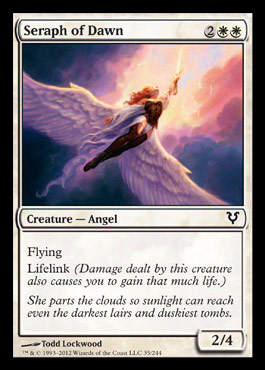 Seraph of Dawn 2
Creature — Angel
Flying
Lifelink (Damage dealt by this creature
also causes you to gain that much life.)
She parts the clouds so sunlight can reach
even the darkest lairs and duskiest tombs.
Todd Lockwood
™ & © 1993–2012 Wizards of the Coast LLC 35/244
2/4